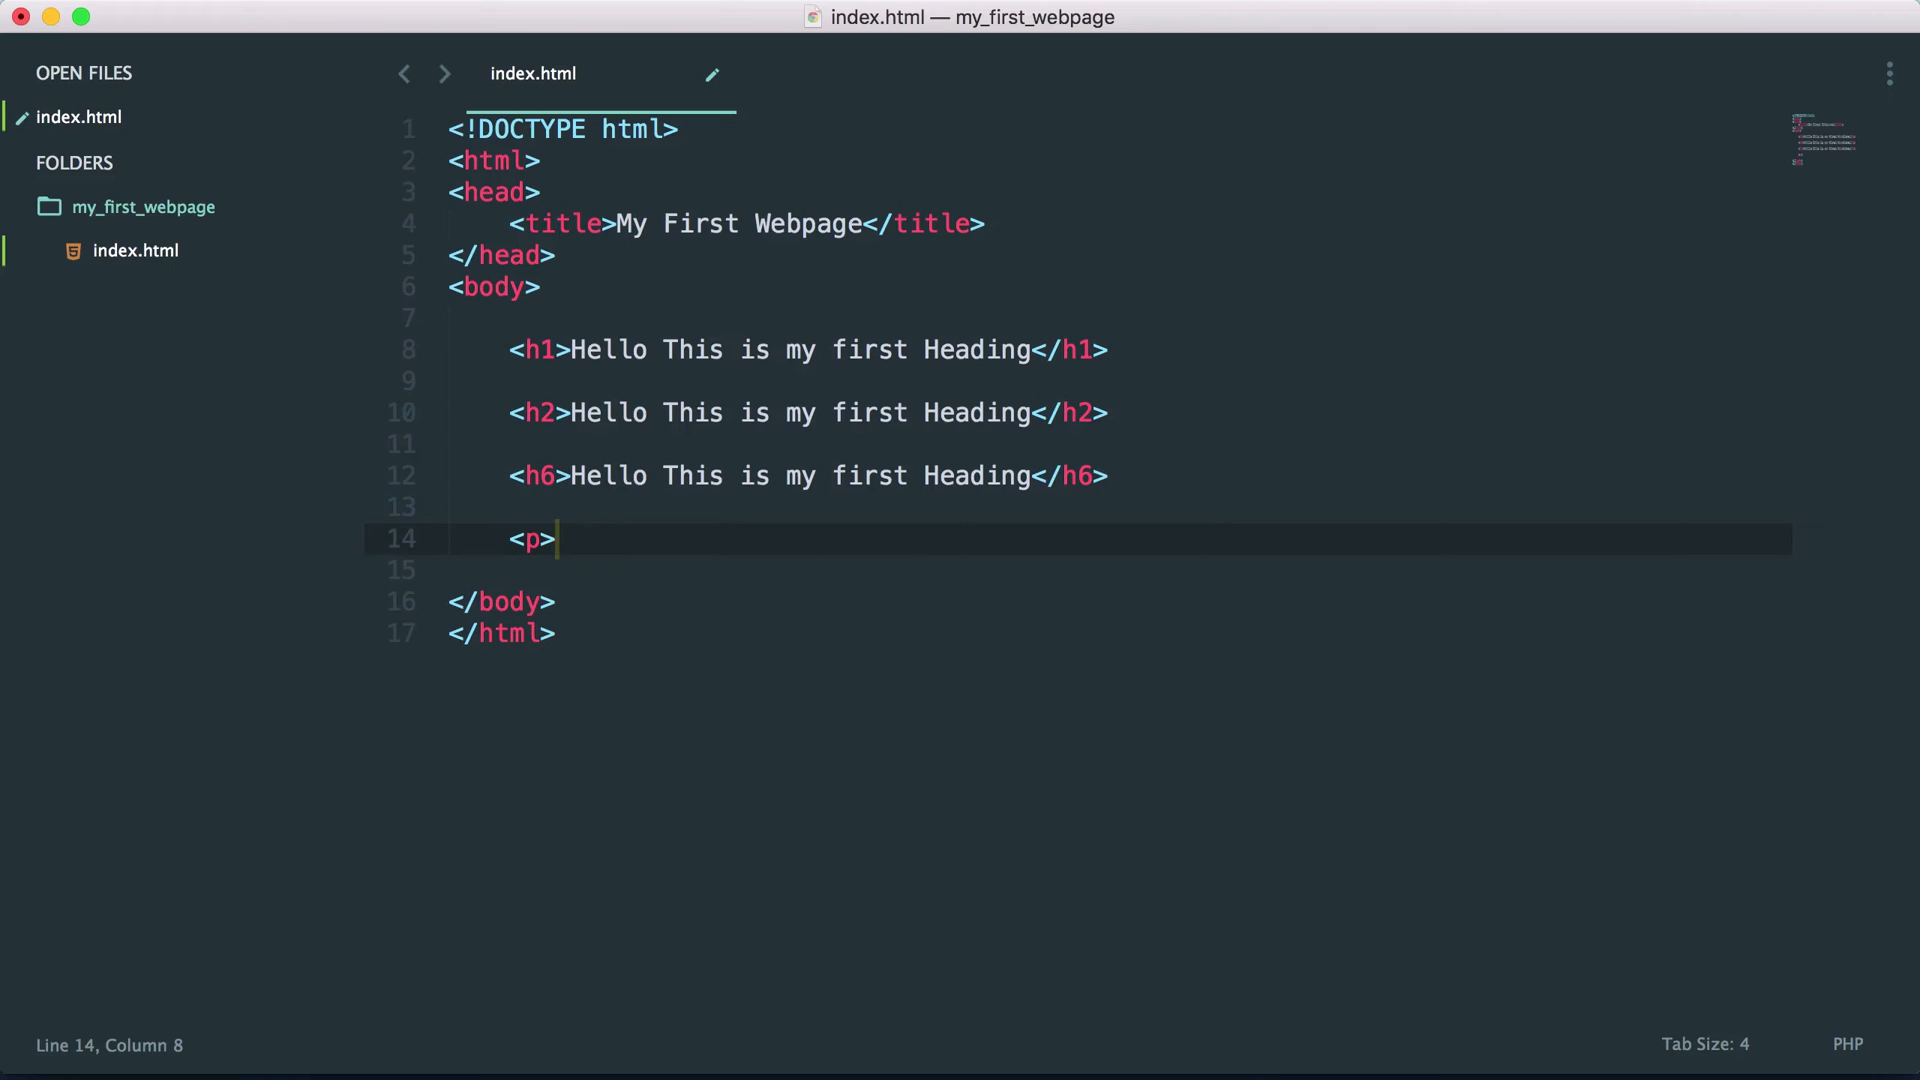 index.html — my_first_webpage
OPEN FILES
index.html
FOLDERS
my_first_webpage
index.html
index.html
1 <!DOCTYPE html>
2 <html>
3 <head>
4 <title>My First Webpage</title>
5 </head>
6 <body>
7
8 <h1>Hello This is my first Heading</h1>
9
10 <h2>Hello This is my first Heading</h2>
11
12 <h6>Hello This is my first Heading</h6>
13
14 <p>
15
16 </body>
17 </html>
Line 14, Column 8
Tab Size: 4
PHP